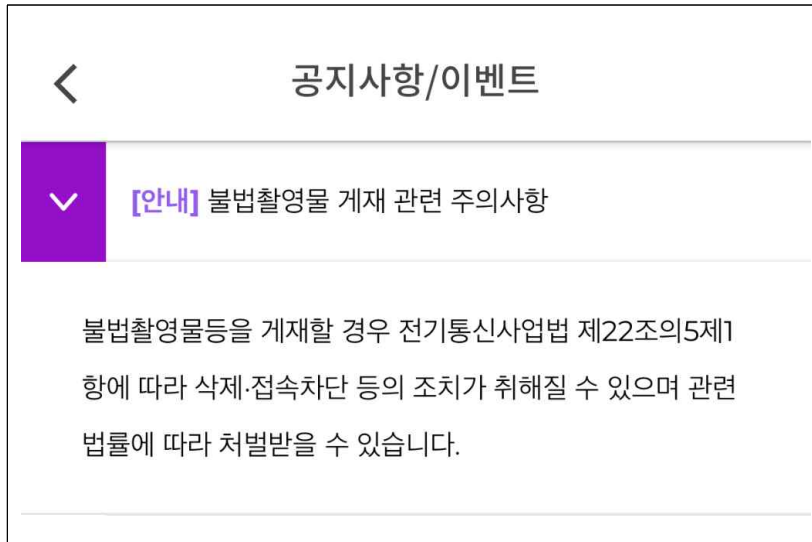 공지사항/이벤트
[안내] 불법촬영물 게재 관련 주의사항
불법촬영물등을 게재할 경우 전기통신사업법 제22조의5제1
항에 따라 삭제·접속차단 등의 조치가 취해질 수 있으며 관련
법률에 따라 처벌받을 수 있습니다.